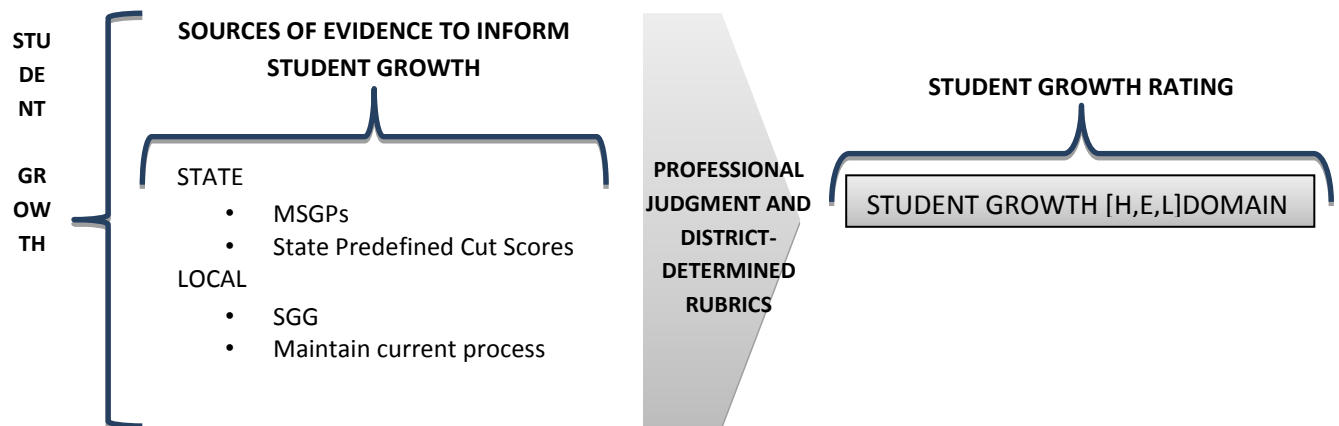 STU
DE
NT
GR
OW
TH
SOURCES OF EVIDENCE TO INFORM
STUDENT GROWTH
STATE
• MSGPs
• State Predefined Cut Scores
LOCAL
• SGG
• Maintain current process
PROFESSIONAL
JUDGMENT AND
DISTRICT-
DETERMINED
RUBRICS
STUDENT GROWTH RATING
STUDENT GROWTH [H,E,L]DOMAIN